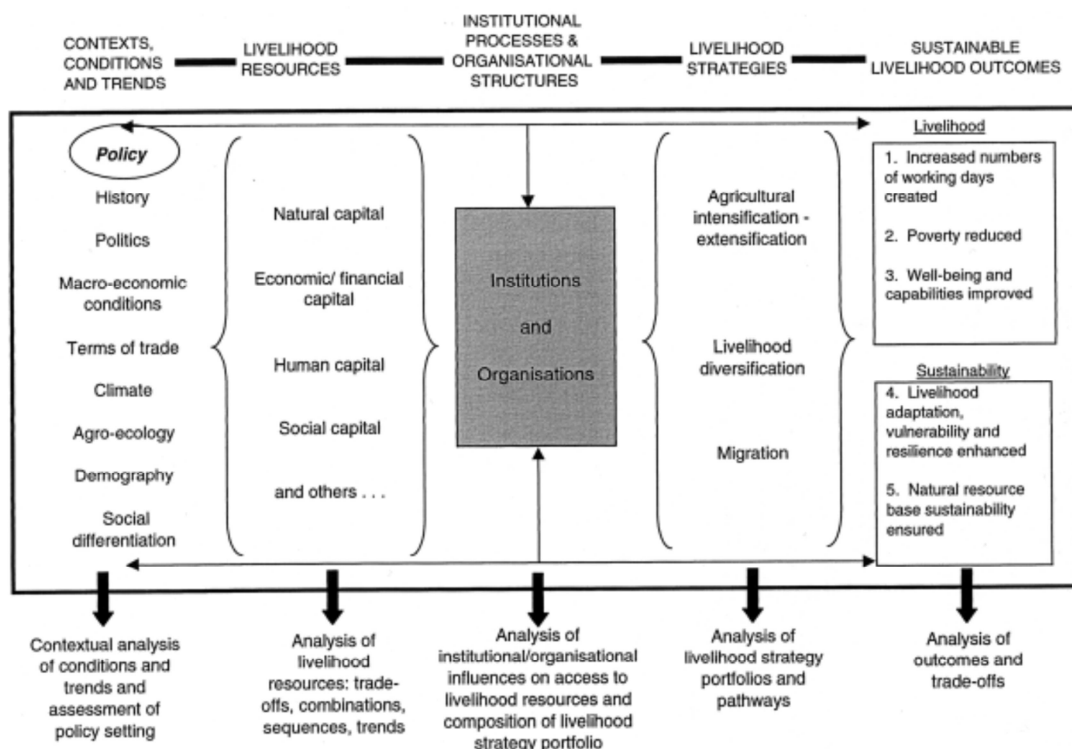 CONTEXTS,
CONDITIONS
AND TRENDS
LIVELIHOOD
RESOURCES
INSTITUTIONAL
PROCESSES &
ORGANISATIONAL
STRUCTURES
LIVELIHOOD
STRATEGIES
SUSTAINABLE
LIVELIHOOD OUTCOMES
Policy
History
Politics
Macro-economic
conditions
Terms of trade
Climate
Agro-ecology
Demography
Social
differentiation
Natural capital
Economic/ financial
capital
Human capital
Social capital
and others . . .
Institutions
and
Organisations
Agricultural
intensification -
extensification
Livelihood
diversification
Migration
Livelihood
1. Increased numbers
of working days
created
2. Poverty reduced
3. Well-being and
capabilities improved
Sustainability
4. Livelihood
adaptation,
vulnerability and
resilience enhanced
5. Natural resource
base sustainability
ensured
Contextual analysis
of conditions and
trends and
assessment of
policy setting
Analysis of
livelihood
resources: trade-
offs, combinations,
sequences, trends
Analysis of
institutional/organisational
influences on access to
livelihood resources and
composition of livelihood
strategy portfolio
Analysis of
livelihood strategy
portfolios and
pathways
Analysis of
outcomes and
trade-offs